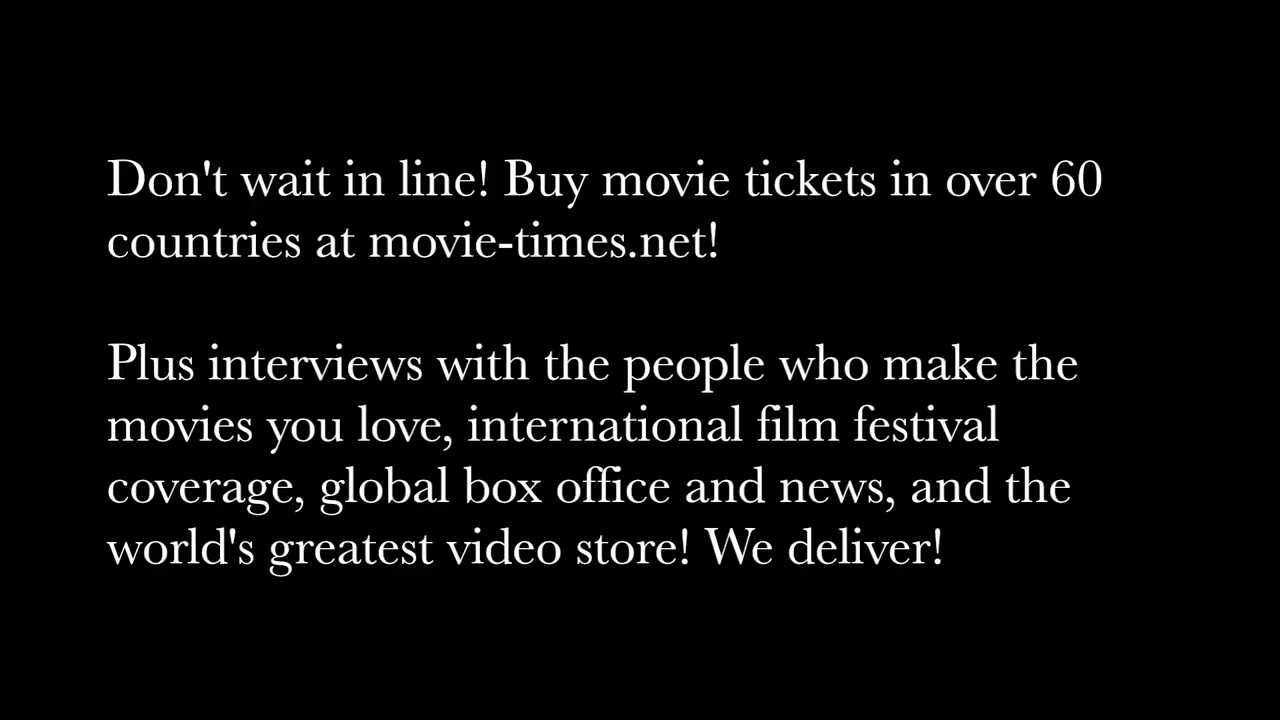 Don't wait in line! Buy movie tickets in over 60
countries at movie-times.net!
Plus interviews with the people who make the
movies you love, international film festival
coverage, global box office and news, and the
world's greatest video store! We deliver!